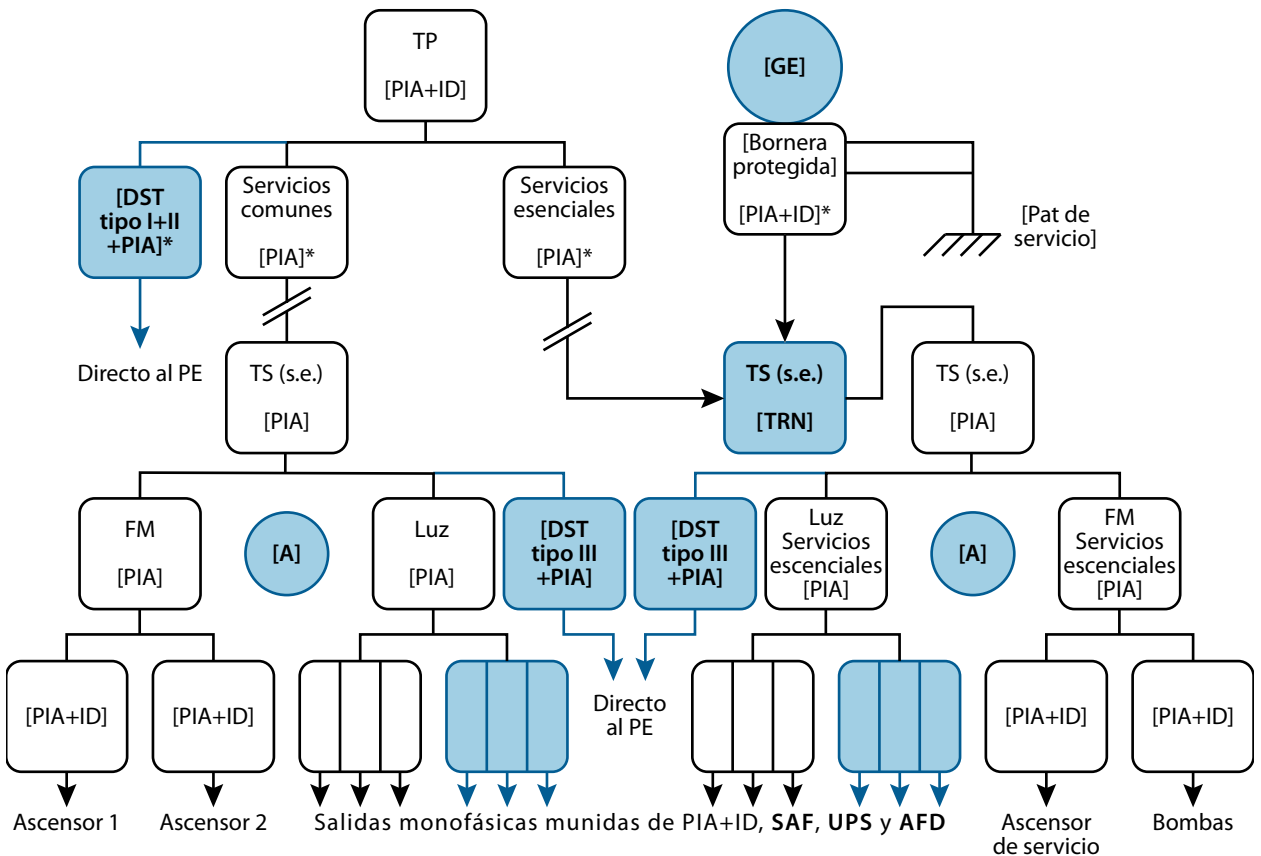 TP
[PIA+ID]
[GE]
[Bornera
protegida]
[PIA+ID]*
[Pat de
servicio]
[DST
tipo I+II
+PIA]*
Servicios
comunes
[PIA]*
Servicios
esenciales
[PIA]*
Directo al PE
TS (s.e.)
[PIA]
TS (s.e.)
[TRN]
TS (s.e.)
[PIA]
FM
[PIA]
[A]
Luz
[PIA]
[DST
tipo III
+PIA]
[DST
tipo III
+PIA]
Luz
Servicios
escenciales
[PIA]
[A]
FM
Servicios
escenciales
[PIA]
[PIA+ID]
[PIA+ID]
Directo
al PE
[PIA+ID]
[PIA+ID]
Ascensor 1
Ascensor 2
Salidas monofásicas munidas de PIA+ID, SAF, UPS y AFD
Ascensor
de servicio
Bombas